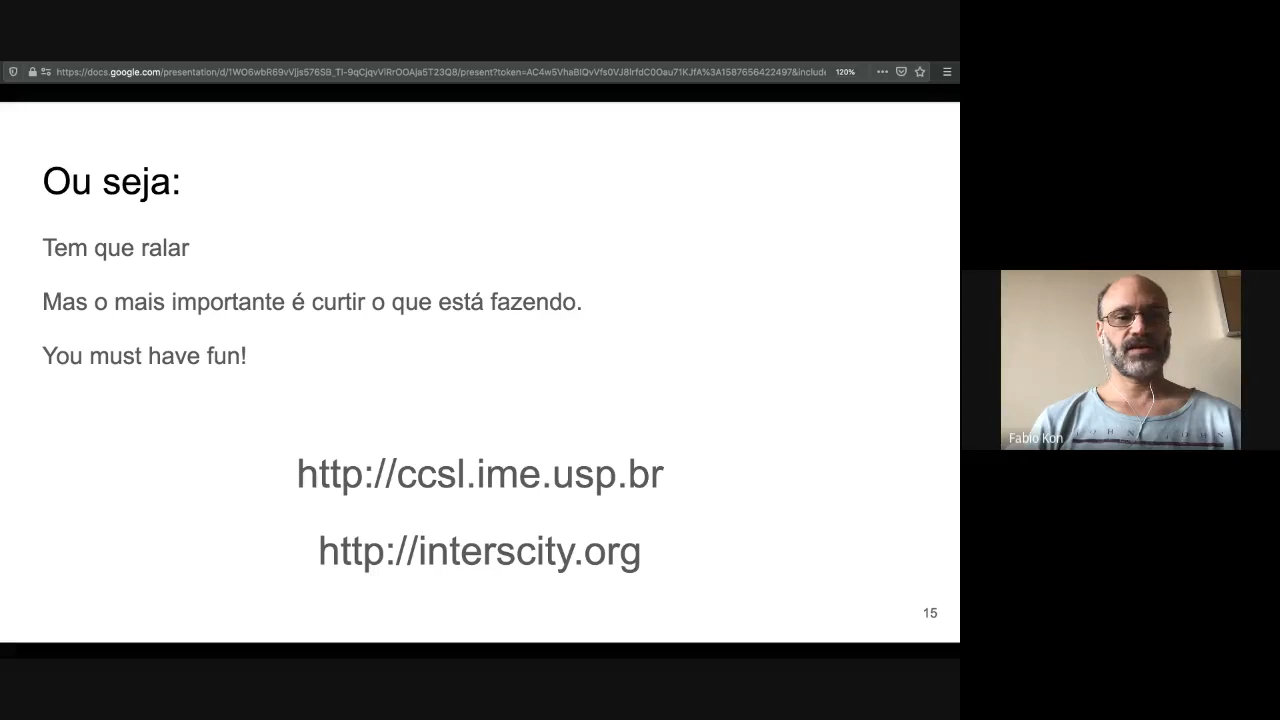 120%
Ou seja:
Tem que ralar
Mas o mais importante é curtir o que está fazendo.
You must have fun!
http://ccsl.ime.usp.br
http://interscity.org
15
Fabio Kon